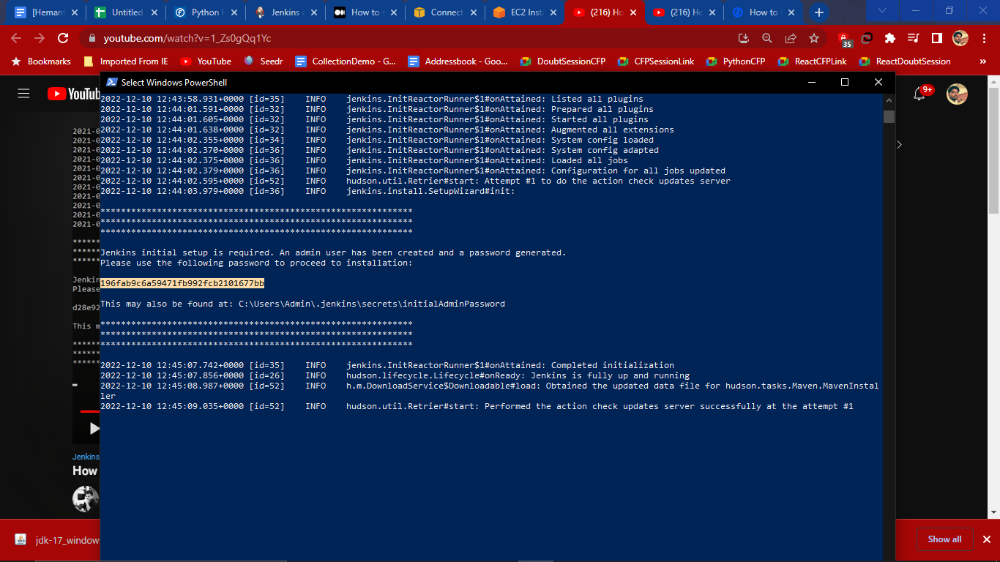 [Hemant
Untitled
Python F
Jenkins
How to s
Connect
EC2 Inst
(216) Ho
(216) Ho
How to
youtube.com/watch?v=1_Zs0gQq1Yc
35
Bookmarks
Imported From IE
YouTube
Seedr
CollectionDemo - G...
Addressbook - Goo...
DoubtSessionCFP
CFPSessionLink
PythonCFP
ReactCFPLink
ReactDoubtSession
»
YouTub
9+
Select Windows PowerShell
2022-12-10 12:43:58.931+0000 [id=35] INFO jenkins.InitReactorRunner$1#onAttained: Listed all plugins
2022-12-10 12:44:01.591+0000 [id=32] INFO jenkins.InitReactorRunner$1#onAttained: Prepared all plugins
2022-12-10 12:44:01.605+0000 [id=32] INFO jenkins.InitReactorRunner$1#onAttained: Started all plugins
2022-12-10 12:44:01.638+0000 [id=32] INFO jenkins.InitReactorRunner$1#onAttained: Augmented all extensions
2022-12-10 12:44:02.355+0000 [id=34] INFO jenkins.InitReactorRunner$1#onAttained: System config loaded
2022-12-10 12:44:02.370+0000 [id=36] INFO jenkins.InitReactorRunner$1#onAttained: System config adapted
2022-12-10 12:44:02.375+0000 [id=36] INFO jenkins.InitReactorRunner$1#onAttained: Loaded all jobs
2022-12-10 12:44:02.379+0000 [id=36] INFO jenkins.InitReactorRunner$1#onAttained: Configuration for all jobs updated
2022-12-10 12:44:02.595+0000 [id=52] INFO hudson.util.Retrier#start: Attempt #1 to do the action check updates server
2022-12-10 12:44:03.979+0000 [id=36] INFO jenkins.install.SetupWizard#init:
*************************************************************
*************************************************************
*************************************************************
Jenkins initial setup is required. An admin user has been created and a password generated.
Please use the following password to proceed to installation:
196fab9c6a59471fb992fcb2101677bb
This may also be found at: C:\Users\Admin\.jenkins\secrets\initialAdminPassword
*************************************************************
*************************************************************
*************************************************************
2022-12-10 12:45:07.742+0000 [id=35] INFO jenkins.InitReactorRunner$1#onAttained: Completed initialization
2022-12-10 12:45:07.856+0000 [id=26] INFO hudson.lifecycle.Lifecycle#onReady: Jenkins is fully up and running
2022-12-10 12:45:08.987+0000 [id=52] INFO h.m.DownloadService$Downloadable#load: Obtained the updated data file for hudson.tasks.Maven.MavenInstal
ler
2022-12-10 12:45:09.035+0000 [id=52] INFO hudson.util.Retrier#start: Performed the action check updates server successfully at the attempt #1
2021-0
2021-0
2021-0
2021-0
2021-0
2021-0
2021-0
2021-0
2021-0
2021-0
2021-0
******
******
******
Jenkin
Please
d28e92
This m
******
******
******
Jenkins
How
jdk-17_window
Show all